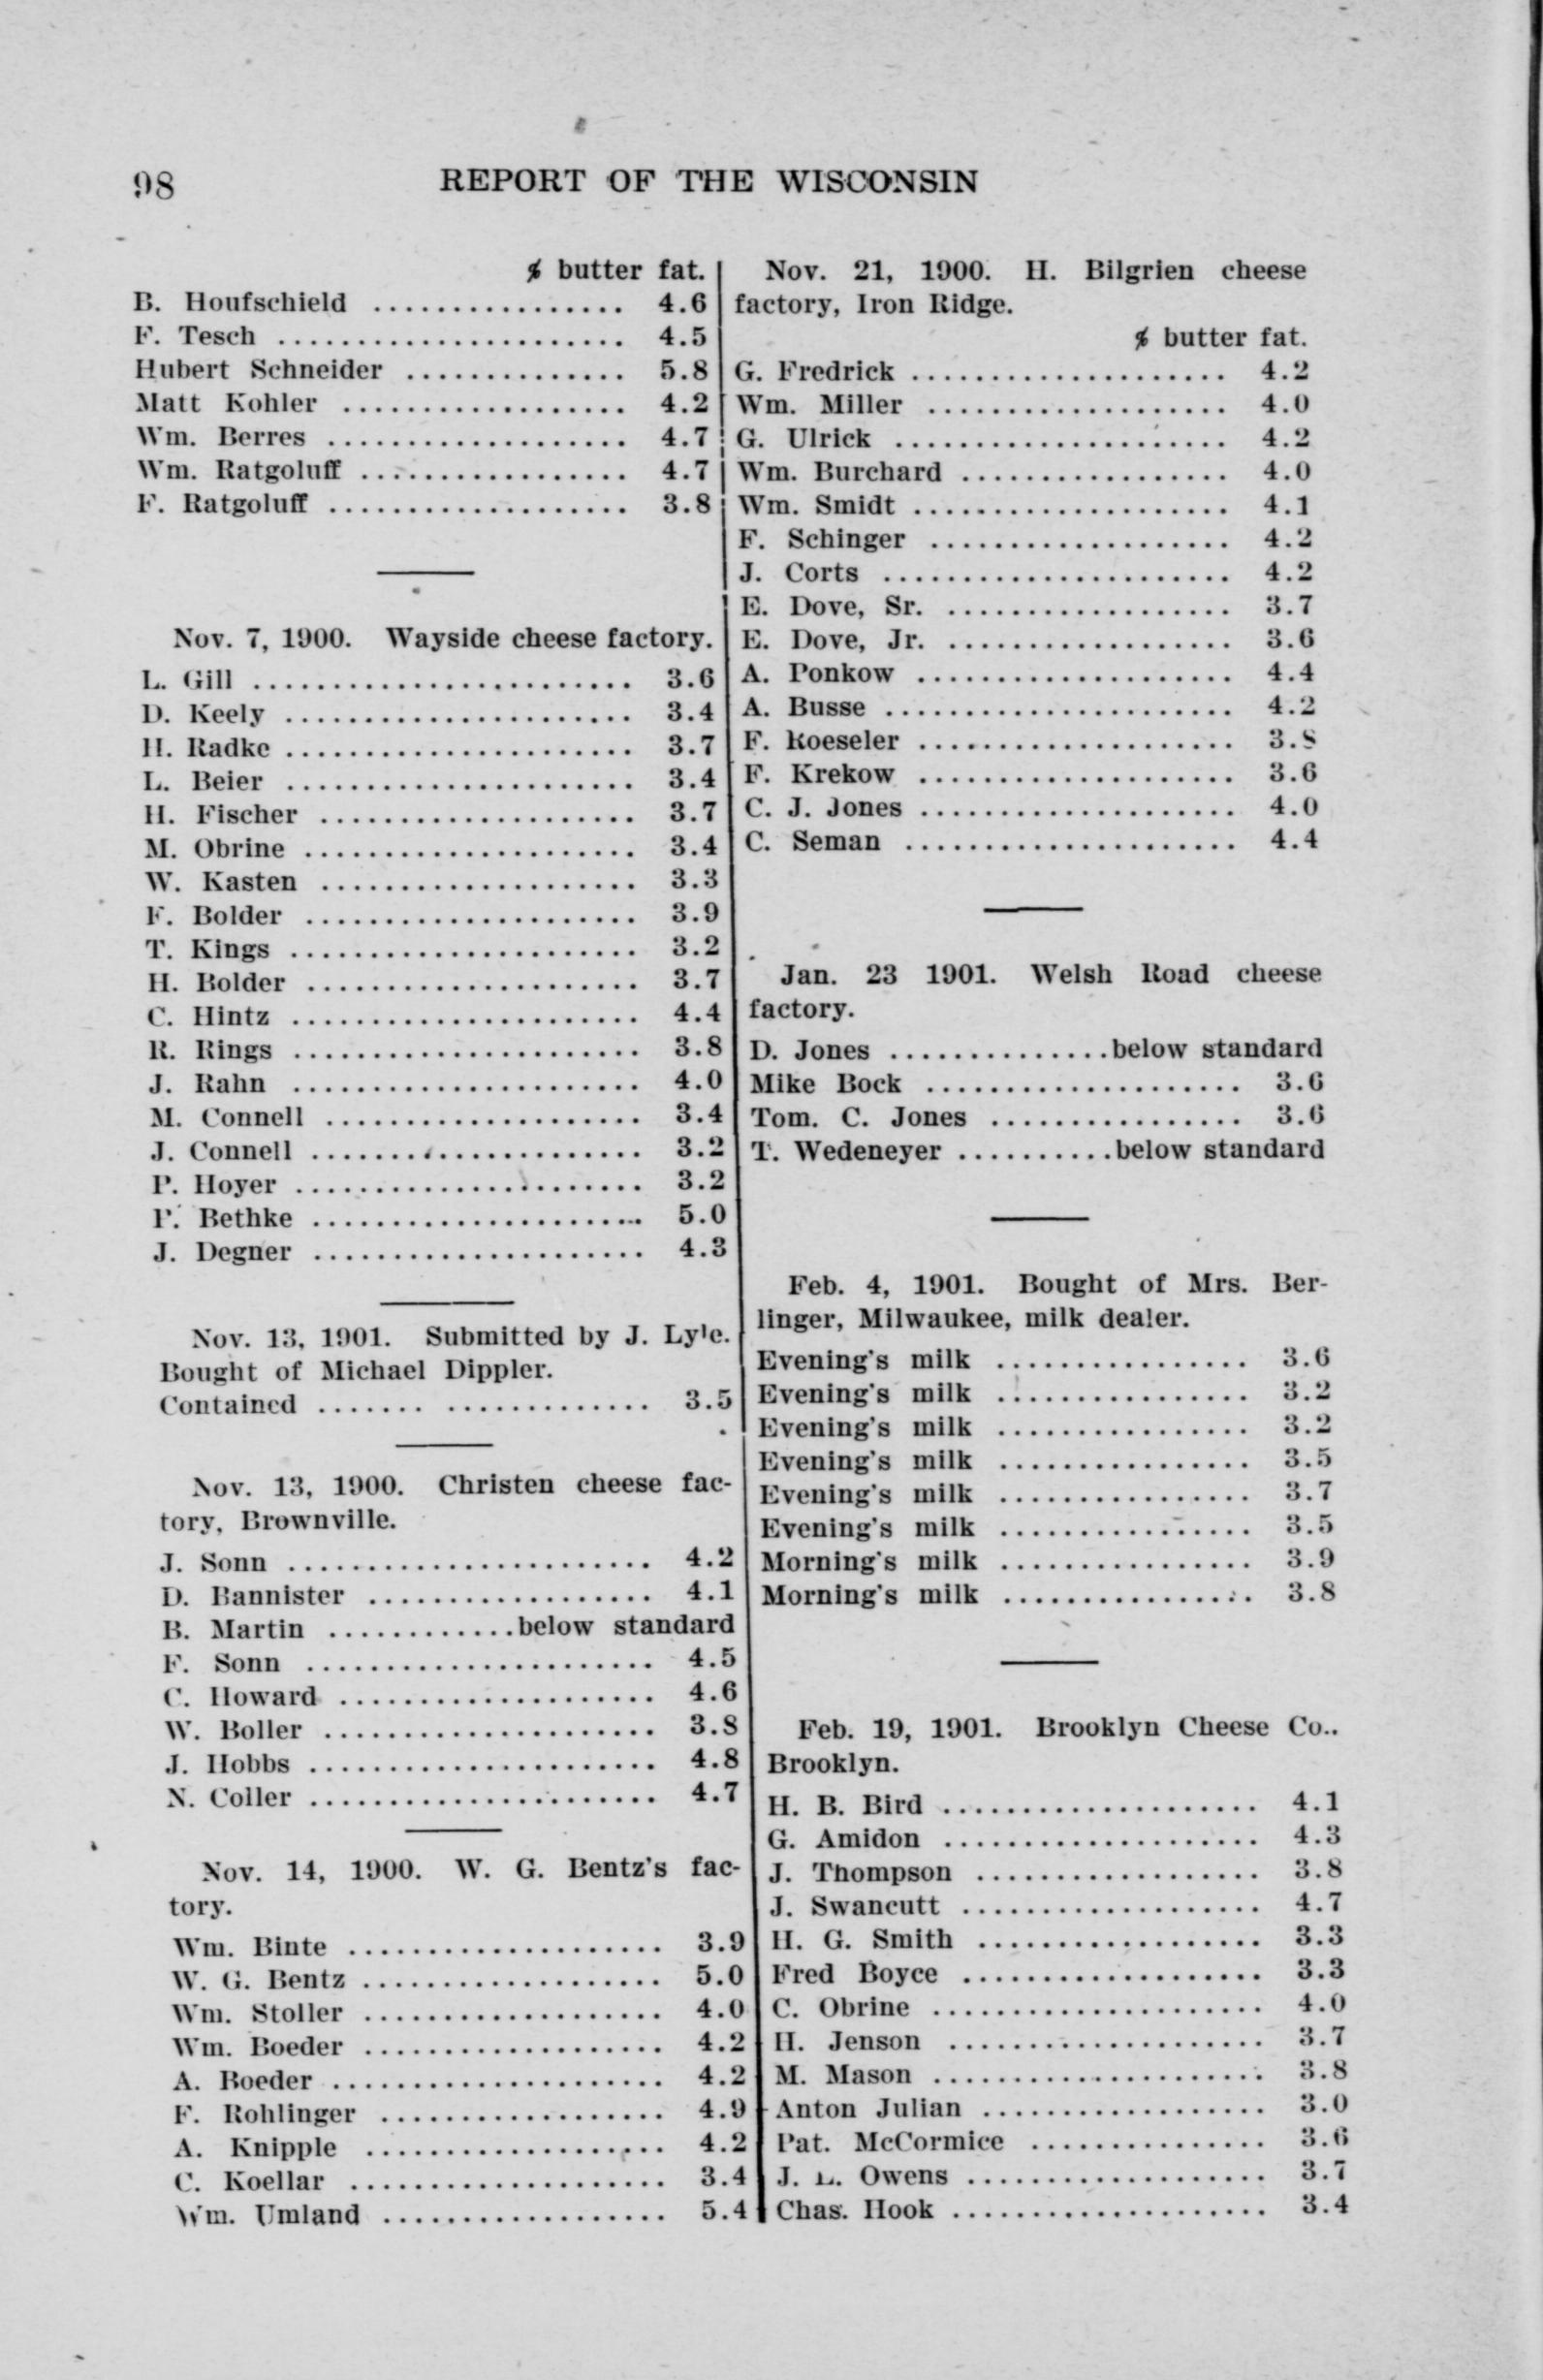 98
REPORT OF THE WISCONSIN
% butter fat.
B. Houfschield ................ 4.6
F. Tesch ...................... 4.5
Hubert Schneider .............. 5.8
Matt Kohler .................. 4.2
Wm. Berres ................... 4.7
Wm. Ratgoluff ................. 4.7
F. Ratgoluff ................... 3.8
Nov. 7, 1900. Wayside cheese factory.
L. Gill ........................ 3.6
D. Keely ...................... 3.4
H. Radke ...................... 3.7
L. Beier ...................... 3.4
H. Fischer .................... 3.7
M. Obrine ..................... 3.4
W. Kasten .................... 3.3
F. Bolder ..................... 3.9
T. Kings ...................... 3.2
H. Bolder ..................... 3.7
C. Hintz ...................... 4.4
R. Rings ...................... 3.8
J. Rahn ...................... 4.0
M. Connell .................... 3.4
J. Connell ..................... 3.2
P. Hoyer ...................... 3.2
P. Bethke ..................... 5.0
J. Degner ..................... 4.3
Nov. 13, 1901. Submitted by J. Lyle.
Bought of Michael Dippler.
Contained ....... ............. 3.5
Nov. 13, 1900. Christen cheese fac-
tory, Brownville.
J. Sonn ....................... 4.2
D. Bannister .................. 4.1
B. Martin ............below standard
F. Sonn ...................... 4.5
C. Howard .................... 4.6
W. Boller ..................... 3.8
J. Hobbs ...................... 4.8
N. Coller ...................... 4.7
Nov. 14, 1900. W. G. Bentz's fac-
tory.
Wm. Binte .................... 3.9
W. G. Bentz ................... 5.0
Wm. Stoller ................... 4.0
Wm. Boeder ................... 4.2
A. Boeder ..................... 4.2
F. Rohlinger .................. 4.9
A. Knipple ................... 4.2
C. Koellar .................... 3.4
Wm. Umland .................. 5.4
Nov. 21, 1900. H. Bilgrien cheese
factory, Iron Ridge.
% butter fat.
G. Fredrick .................... 4.2
Wm. Miller ................... 4.0
G. Ulrick ..................... 4.2
Wm. Burchard ................. 4.0
Wm. Smidt .................... 4.1
F. Schinger ................... 4.2
J. Corts ...................... 4.2
E. Dove, Sr. .................. 3.7
E. Dove, Jr. .................. 3.6
A. Ponkow .................... 4.4
A. Busse ...................... 4.2
F. Koeseler .................... 3.8
F. Krekow .................... 3.6
C. J. Jones .................... 4.0
C. Seman ..................... 4.4
Jan. 23 1901. Welsh Road cheese
factory.
D. Jones ..............below standard
Mike Bock .................... 3.6
Tom. C. Jones ................ 3.6
T. Wedeneyer ..........below standard
Feb. 4, 1901. Bought of Mrs. Ber-
linger, Milwaukee, milk dealer.
Evening's milk ................ 3.6
Evening's milk ................ 3.2
Evening's milk ................ 3.2
Evening's milk ................ 3.5
Evening's milk ................ 3.7
Evening's milk ................ 3.5
Morning's milk ................ 3.9
Morning's milk ................ 3.8
Feb. 19, 1901. Brooklyn Cheese Co..
Brooklyn.
H. B. Bird .................... 4.1
G. Amidon .................... 4.3
J. Thompson .................. 3.8
J. Swancutt ................... 4.7
H. G. Smith .................. 3.3
Fred Boyce ................... 3.3
C. Obrine ..................... 4.0
H. Jenson .................... 3.7
M. Mason ..................... 3.8
Anton Julian .................. 3.0
Pat. McCormice ............... 3.6
J. L. Owens ................... 3.7
Chas. Hook .................... 3.4